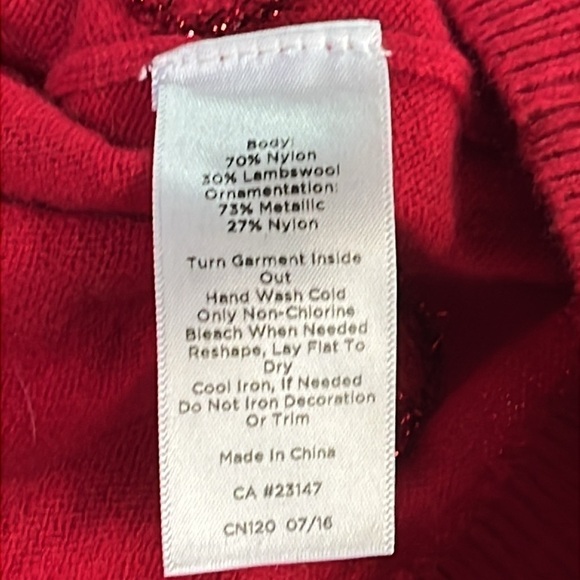 Body:
70% Nylon
30% Lambswool
Ornamentation:
73% Metallic
27% Nylon
Turn Garment Inside
Out
Hand Wash Cold
Only Non-Chlorine
Bleach When Needed
Reshape, Lay Flat To
Dry
Cool Iron, If Needed
Do Not Iron Decoration
Or Trim
Made In China
CA #23147
CN120 07/16